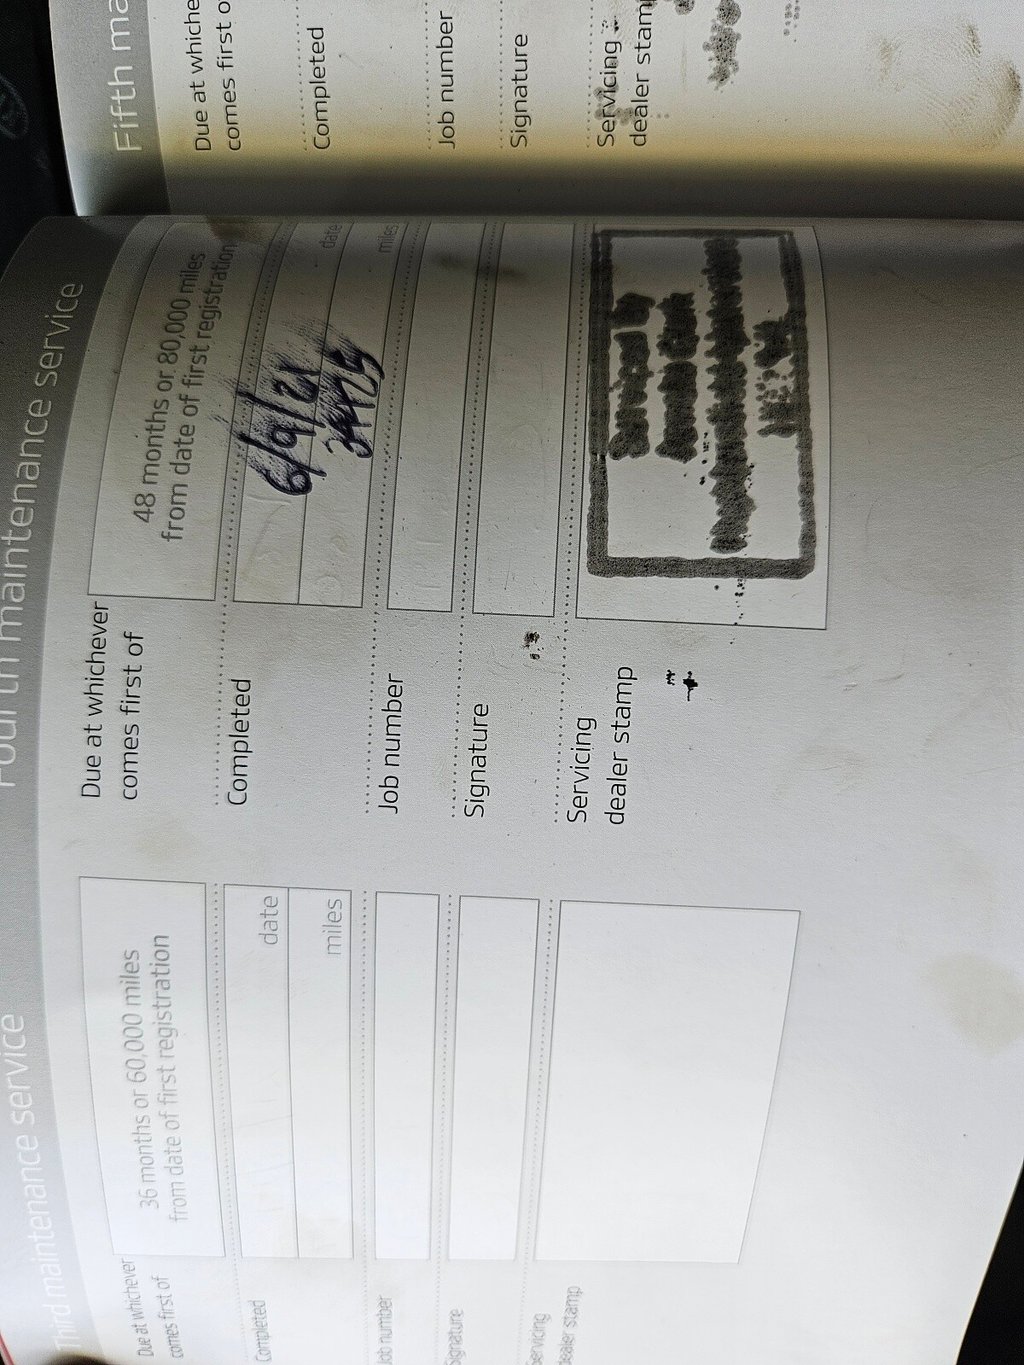 Third maintenance service
Due at whichever
comes first of
36 months or 60,000 miles
from date of first registration
Completed
date
miles
Job number
Signature
Servicing
dealer stamp
Fourth maintenance service
Due at whichever
comes first of
48 months or 80,000 miles
from date of first registration
Completed
6/9/21
date
miles
Job number
Signature
Servicing
dealer stamp
Fifth ma
Due at whiche
comes first o
Completed
Job number
Signature
Servicing
dealer stam